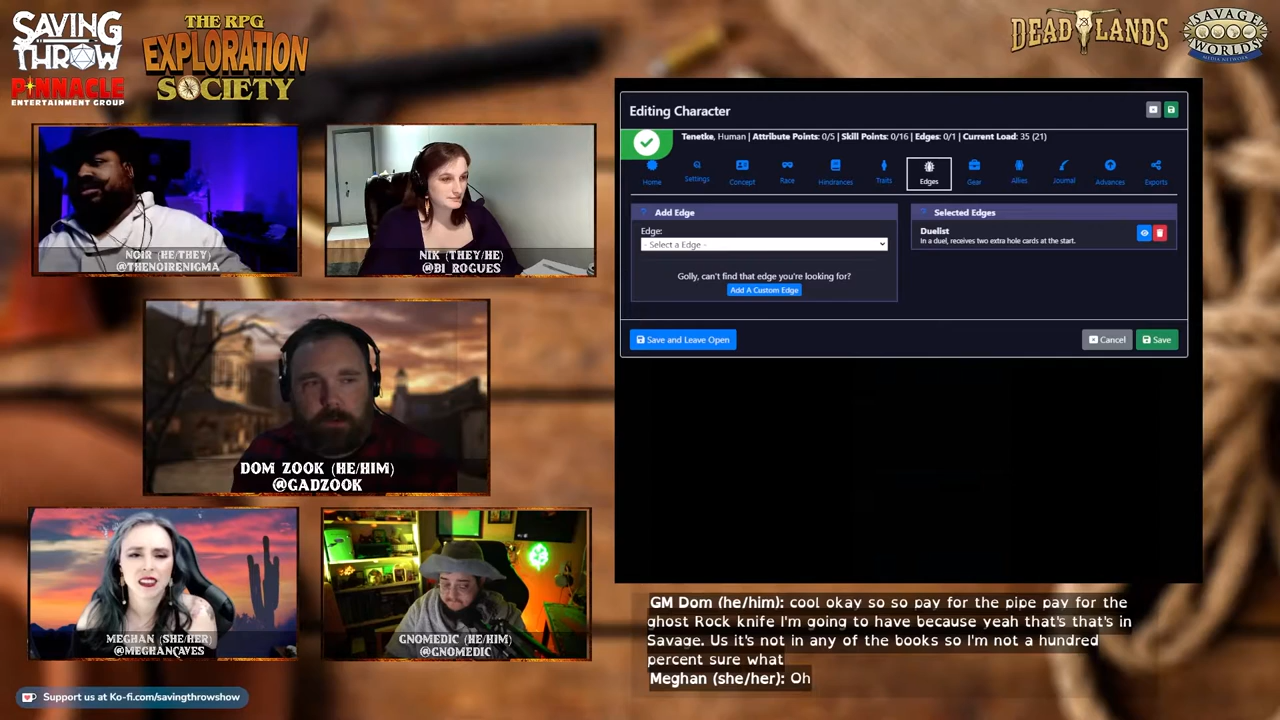 SAVING
THROW
PINNACLE
ENTERTAINMENT GROUP
THE RPG
EXPLORATION
SOCIETY
DEADLANDS
SAVAGE
WORLDS
MEDIA NETWORK
NOIR (HE/THEY)
@THENOIRENIGMA
NIK (THEY/HE)
@BI_ROGUES
DOM ZOOK (HE/HIM)
@GADZOOK
MEGHAN (SHE/HER)
@MEGHANCAVES
GNOMEDIC (HE/HIM)
@GNOMEDIC
Support us at Ko-fi.com/savingthrowshow
Editing Character
Tenetke, Human | Attribute Points: 0/5 | Skill Points: 0/16 | Edges: 0/1 | Current Load: 35 (21)
Home Settings Concept Race Hindrances Traits Edges Gear Allies Journal Advances Exports
Add Edge
Edge:
- Select a Edge -
Golly, can't find that edge you're looking for?
Add A Custom Edge
Selected Edges
Duelist
In a duel, receives two extra hole cards at the start.
Save and Leave Open
Cancel
Save
GM Dom (he/him): cool okay so so pay for the pipe pay for the
ghost Rock knife I'm going to have because yeah that's that's in
Savage. Us it's not in any of the books so I'm not a hundred
percent sure what
Meghan (she/her): Oh